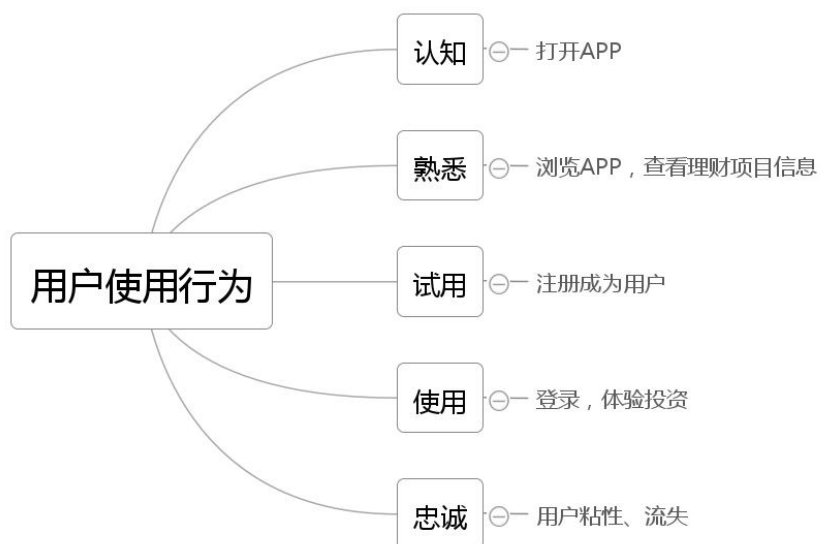 用户使用行为
认知
打开APP
熟悉
浏览APP，查看理财项目信息
试用
注册成为用户
使用
登录，体验投资
忠诚
用户粘性、流失